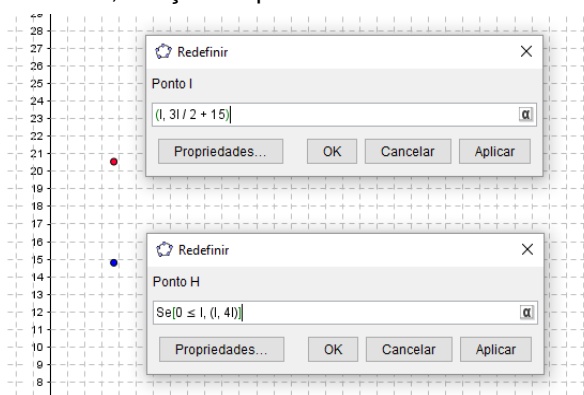 28
27
26
25
24
23
22
21
20
19
18
17
16
15
14
13
12
11
10
9
8
Redefinir
Ponto I
(l, 3l / 2 + 15)
α
Propriedades... OK Cancelar Aplicar
Redefinir
Ponto H
Se[0 ≤ l, (l, 4l)]
α
Propriedades... OK Cancelar Aplicar